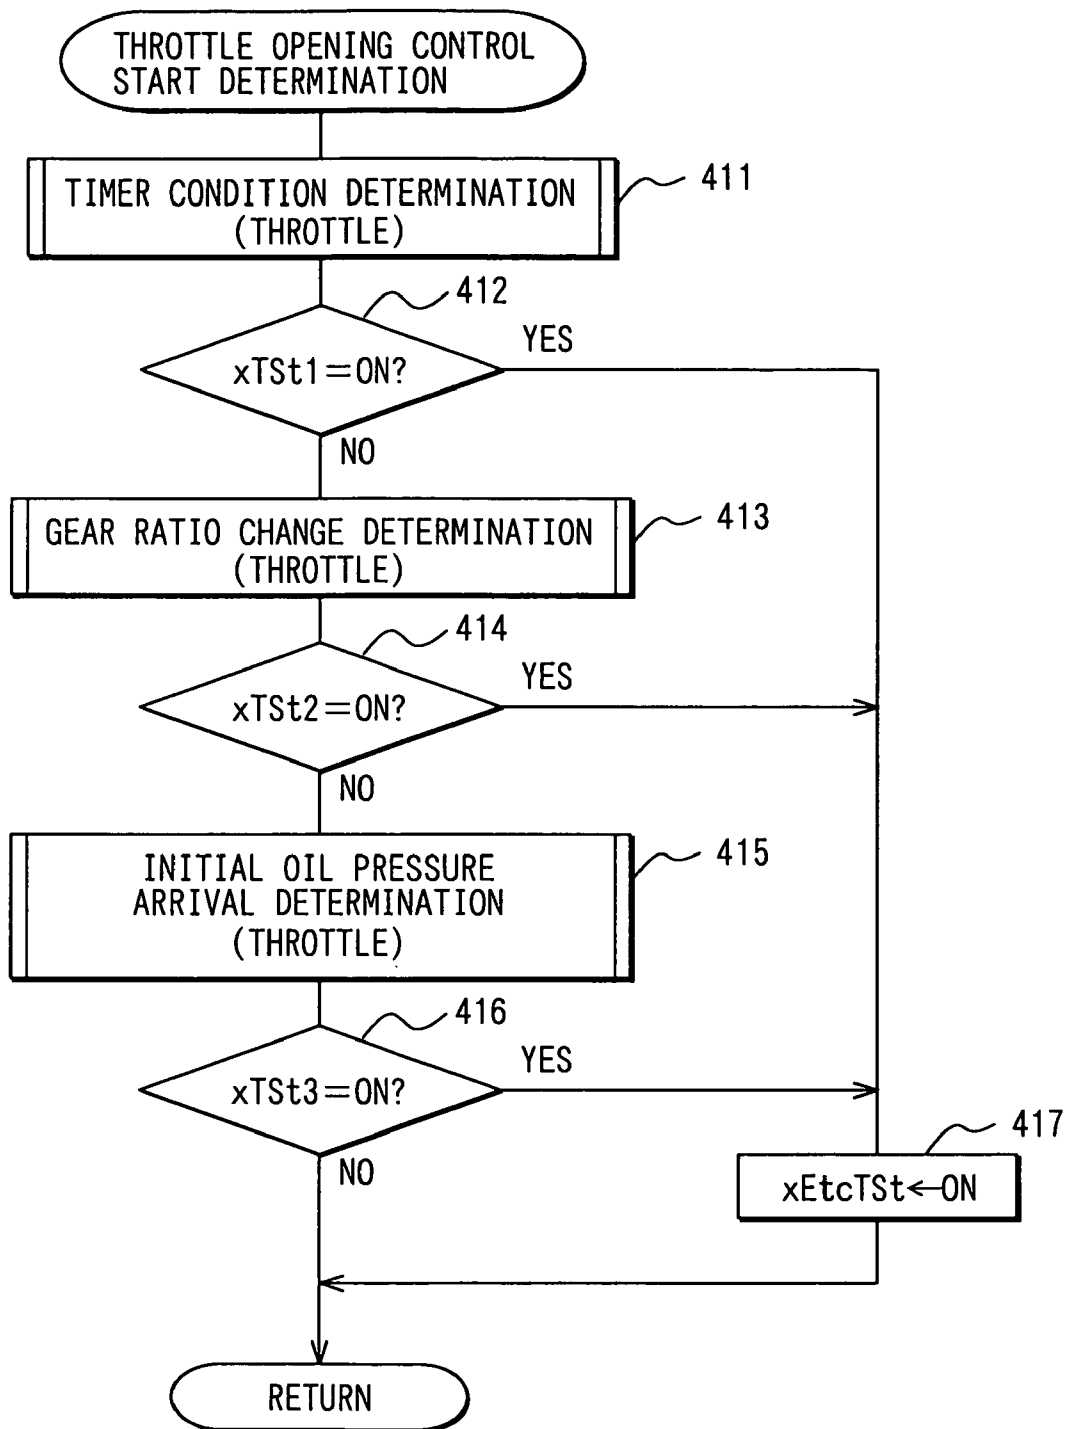 THROTTLE OPENING CONTROL
START DETERMINATION
TIMER CONDITION DETERMINATION
(THROTTLE)
411
412
xTSt1=ON?
YES
NO
GEAR RATIO CHANGE DETERMINATION
(THROTTLE)
413
414
xTSt2=ON?
YES
NO
INITIAL OIL PRESSURE
ARRIVAL DETERMINATION
(THROTTLE)
415
416
xTSt3=ON?
YES
NO
417
xEtcTSt←ON
RETURN